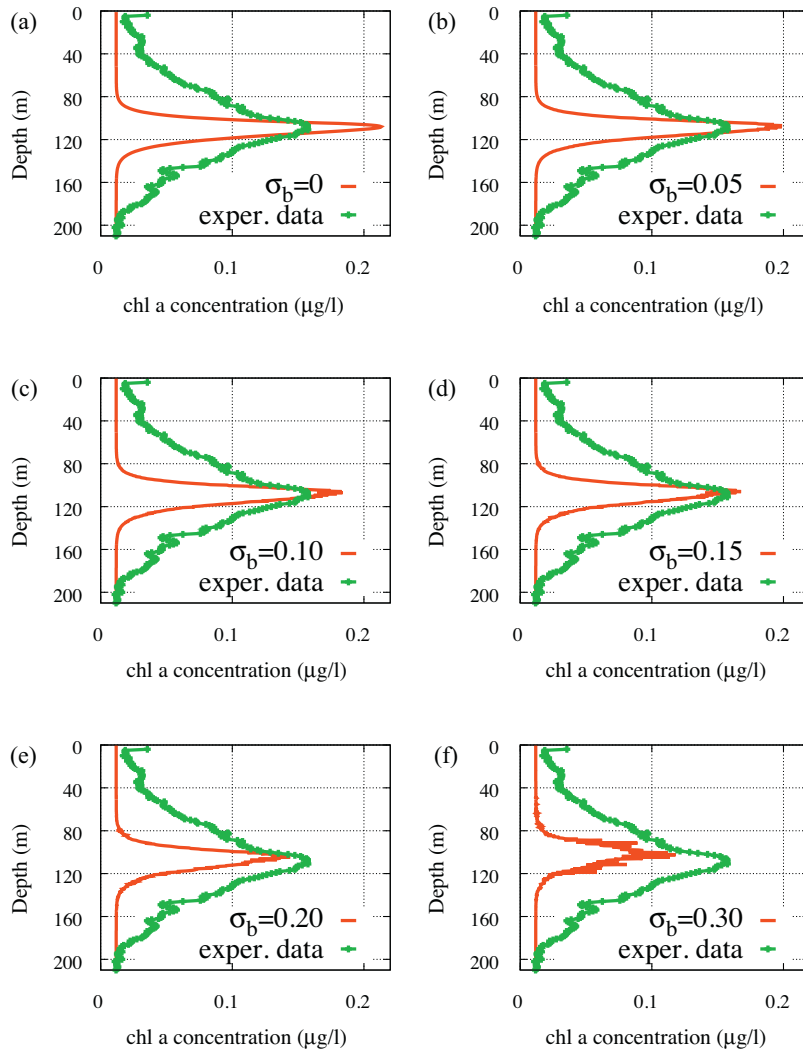 (a)
0
40
80
120
160
200
Depth (m)
σb=0
exper. data
0
0.1
0.2
chl a concentration (μg/l)
(b)
0
40
80
120
160
200
Depth (m)
σb=0.05
exper. data
0
0.1
0.2
chl a concentration (μg/l)
(c)
0
40
80
120
160
200
Depth (m)
σb=0.10
exper. data
0
0.1
0.2
chl a concentration (μg/l)
(d)
0
40
80
120
160
200
Depth (m)
σb=0.15
exper. data
0
0.1
0.2
chl a concentration (μg/l)
(e)
0
40
80
120
160
200
Depth (m)
σb=0.20
exper. data
0
0.1
0.2
chl a concentration (μg/l)
(f)
0
40
80
120
160
200
Depth (m)
σb=0.30
exper. data
0
0.1
0.2
chl a concentration (μg/l)